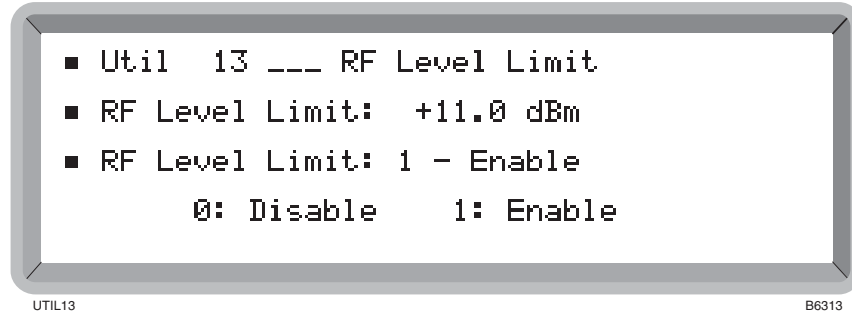 ▪ Util 13 ___ RF Level Limit
▪ RF Level Limit: +11.0 dBm
▪ RF Level Limit: 1 - Enable
0: Disable 1: Enable
UTIL13 B6313